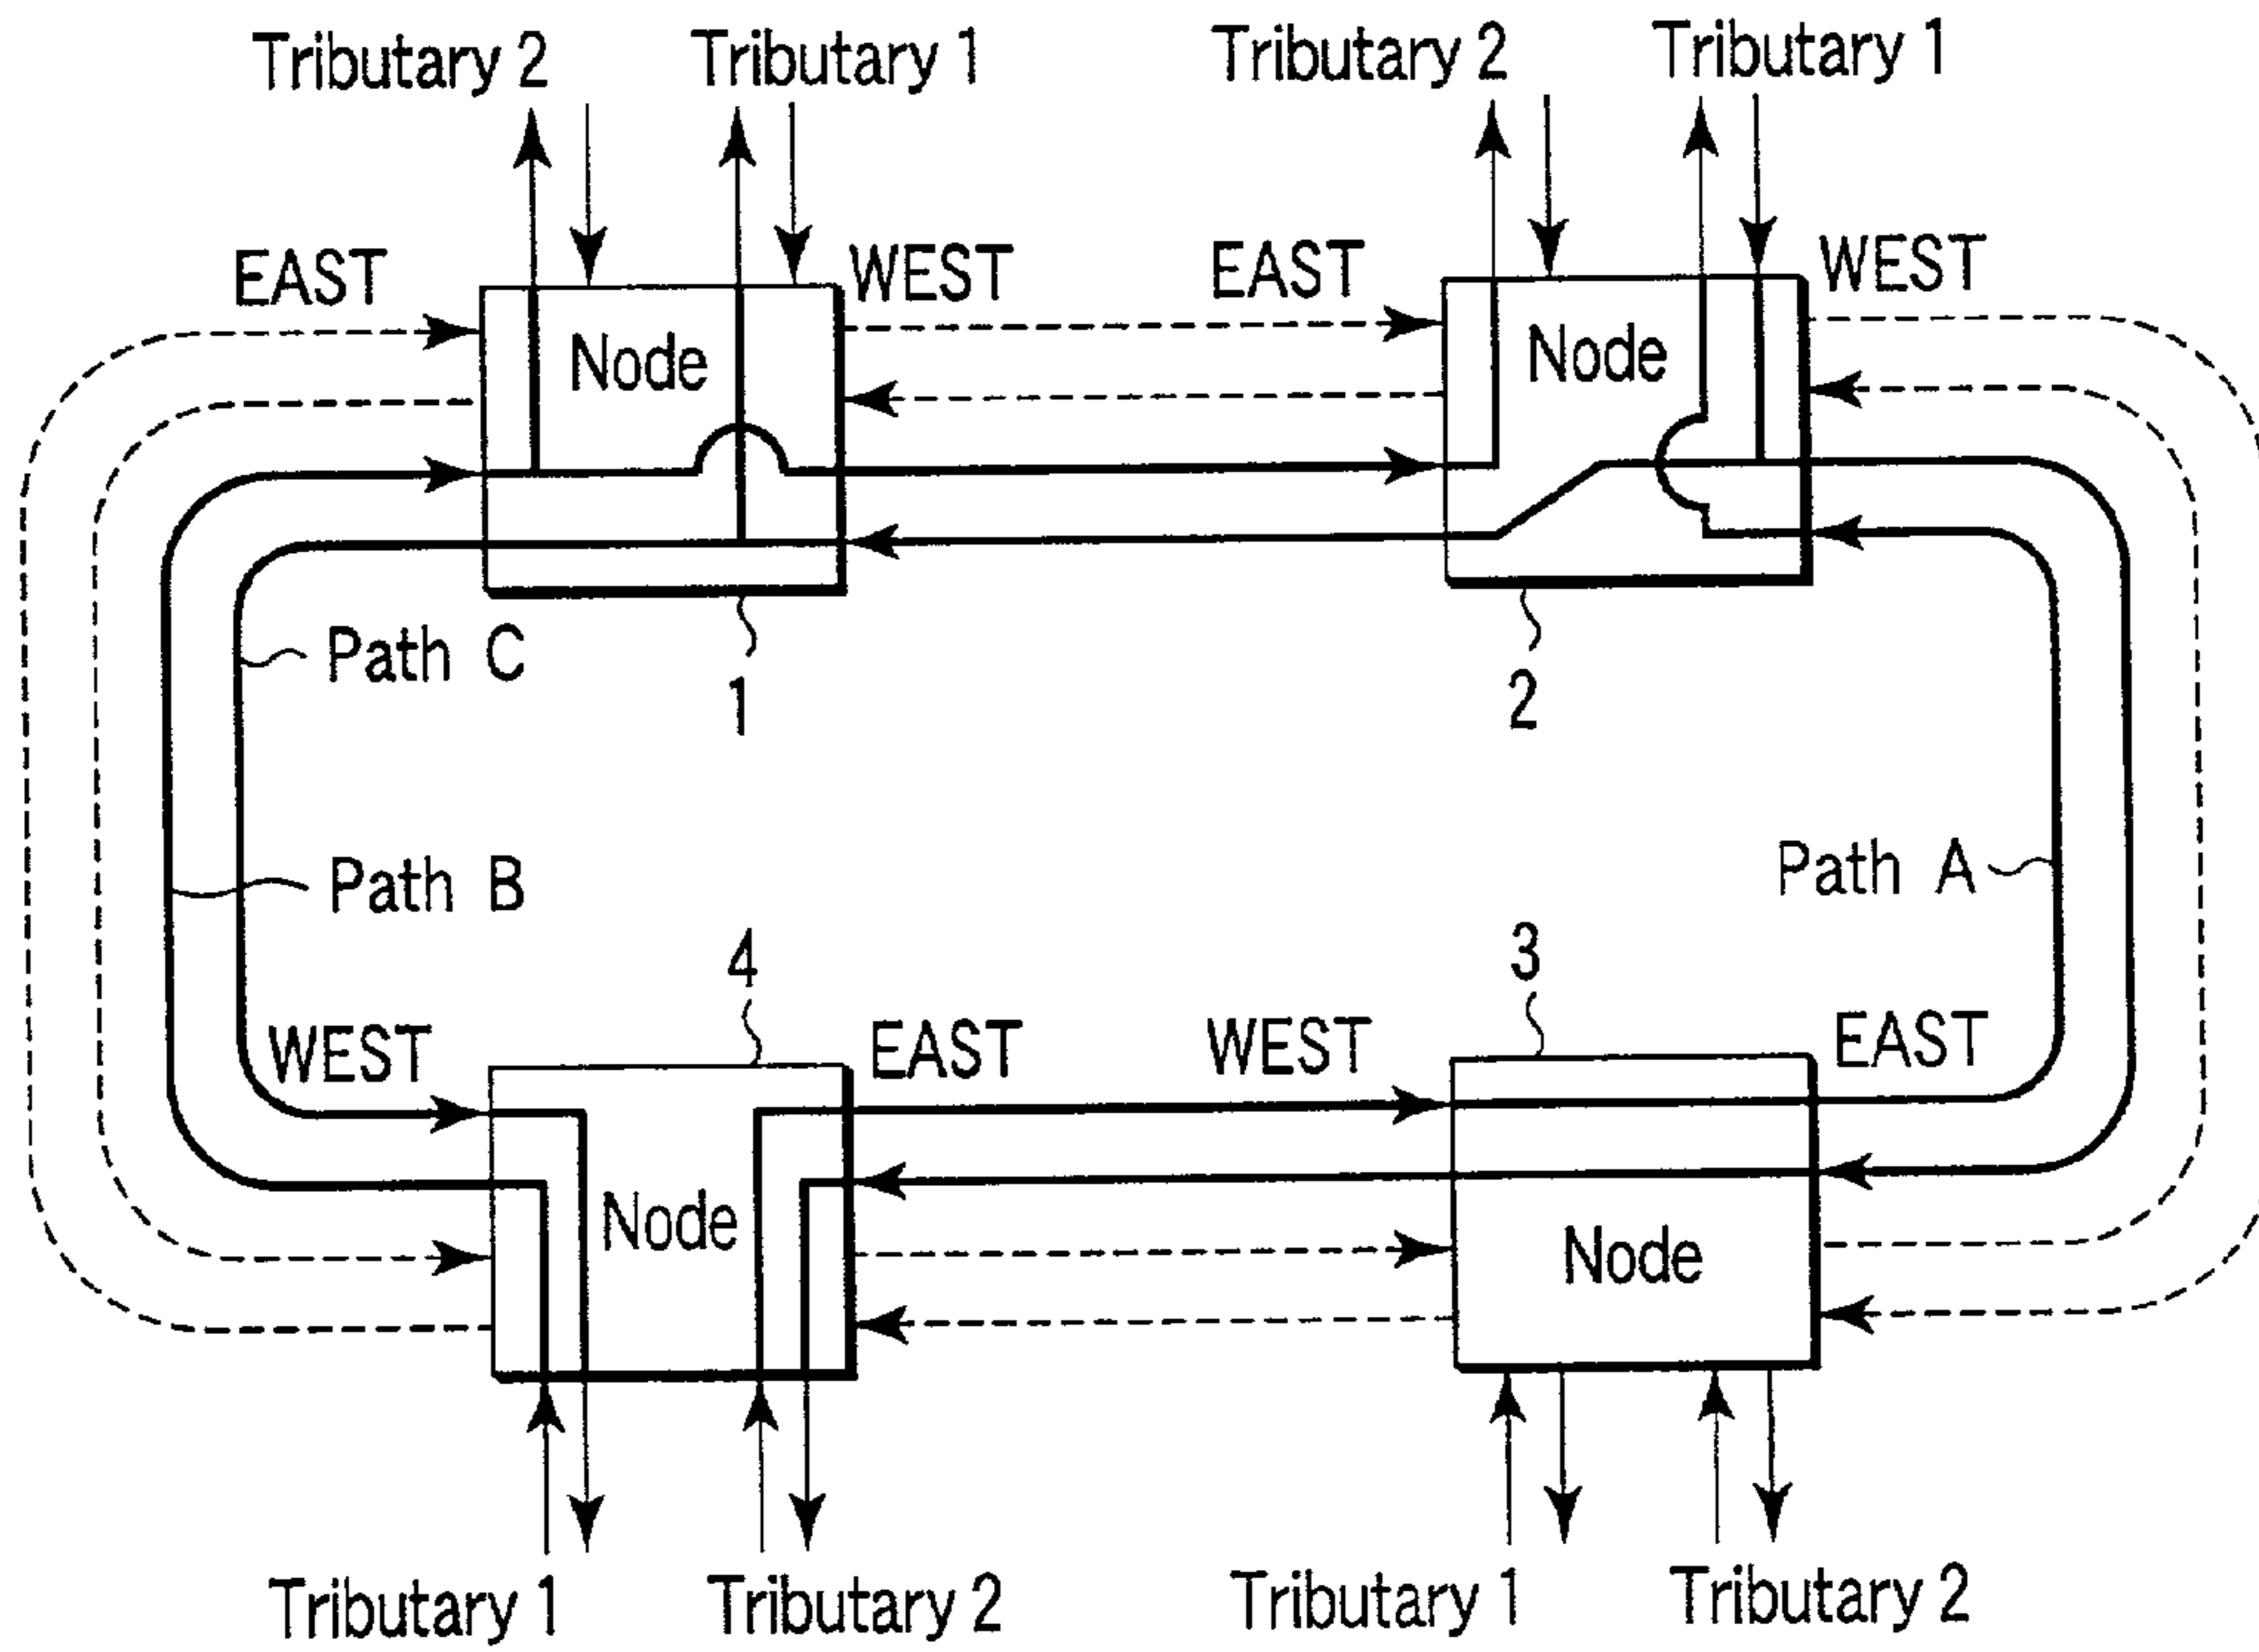 Tributary 2
Tributary 1
Tributary 2
Tributary 1
EAST
WEST
EAST
WEST
Node
Node
Path C
1
2
Path B
Path A
4
3
WEST
EAST
WEST
EAST
Node
Node
Tributary 1
Tributary 2
Tributary 1
Tributary 2